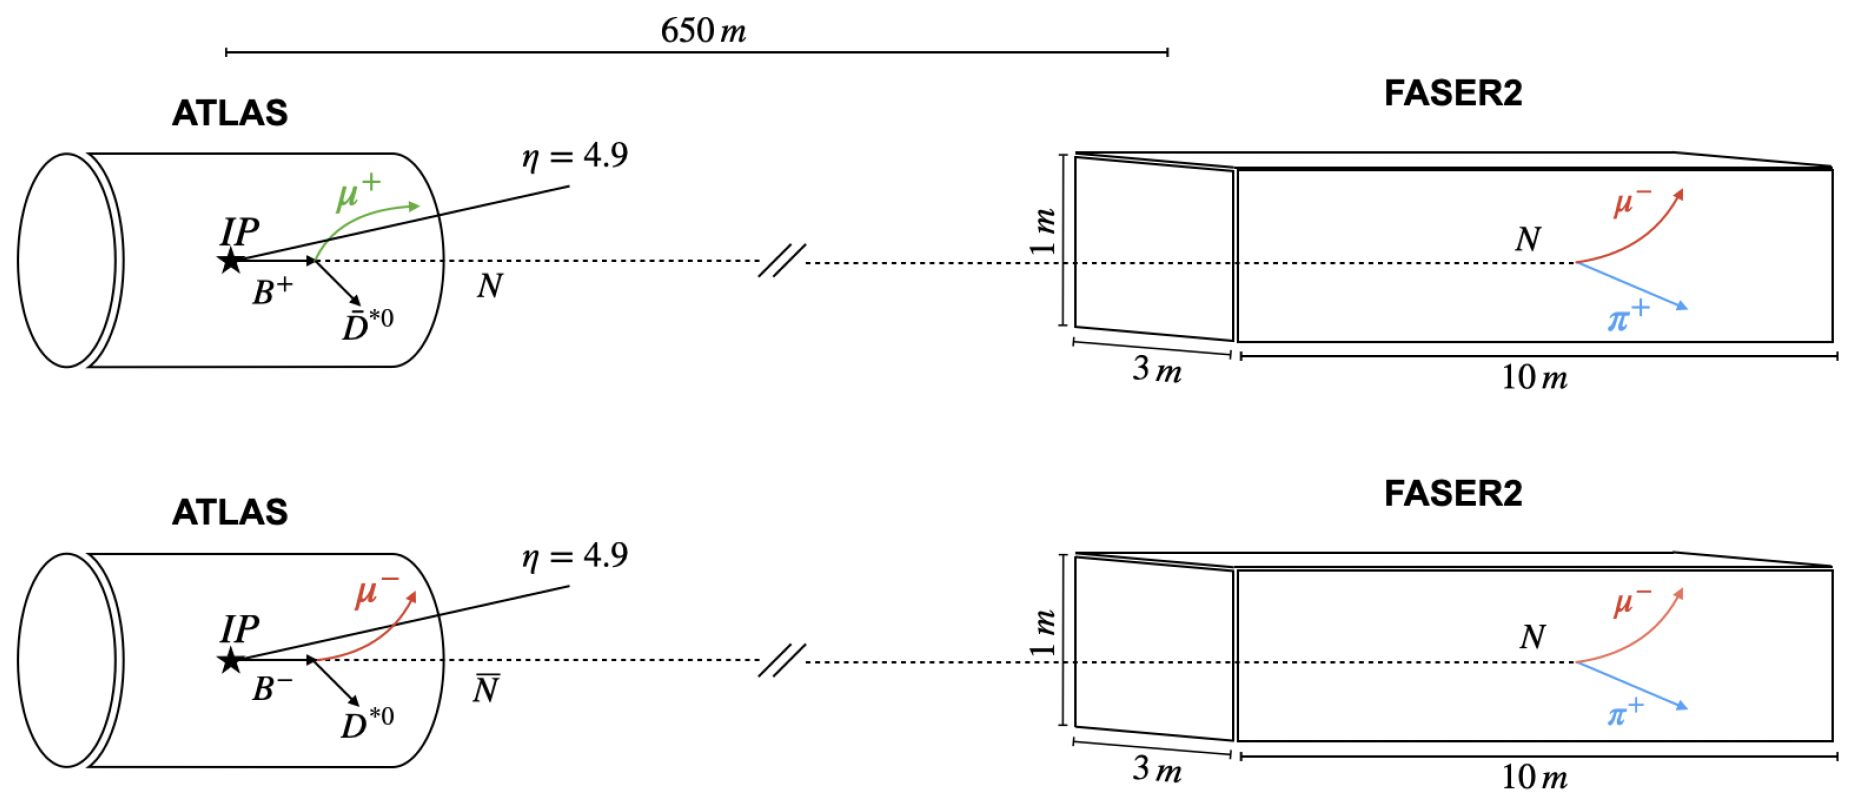 650 m
ATLAS
FASER2
η = 4.9
μ⁺
IP
B⁺
D̄*⁰
N
1 m
N
μ⁻
π⁺
3 m
10 m
ATLAS
FASER2
η = 4.9
μ⁻
IP
B⁻
D*⁰
N̅
1 m
N
μ⁻
π⁺
3 m
10 m